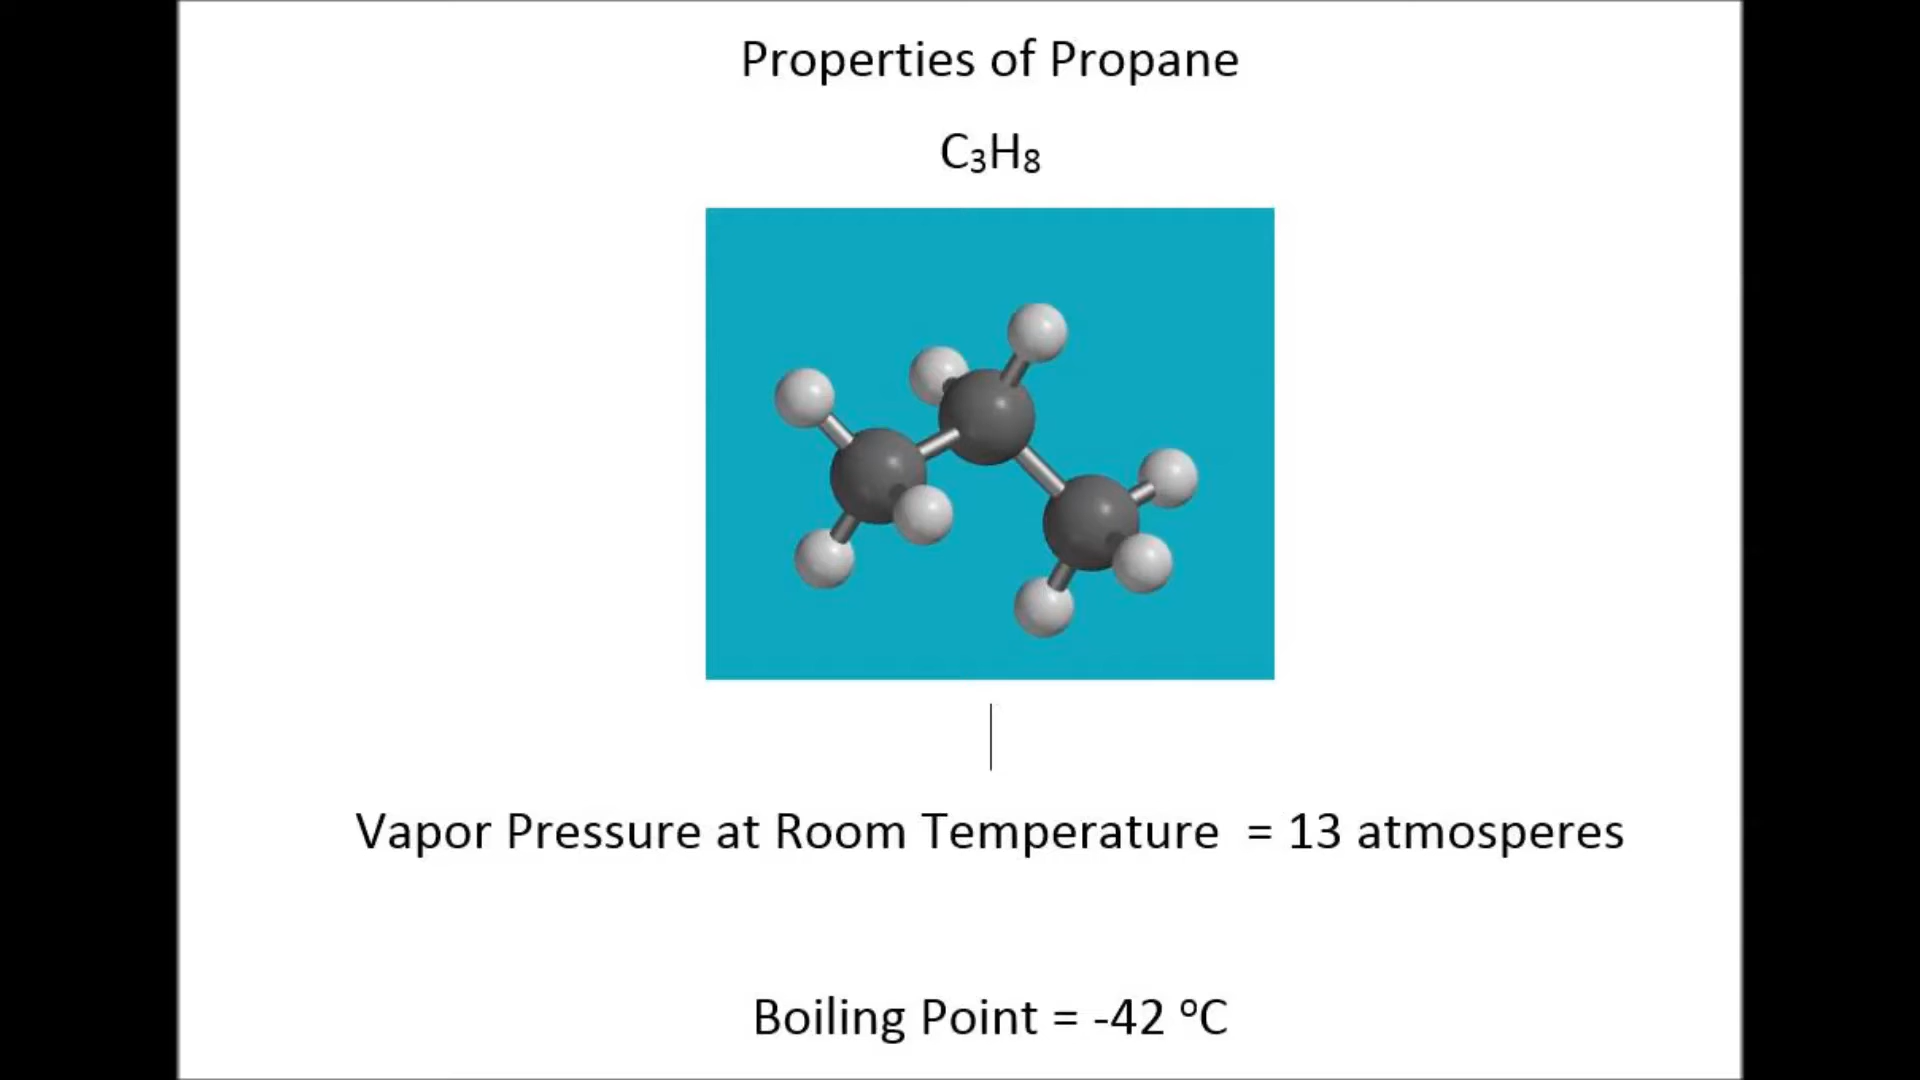 Properties of Propane
C₃H₈
Vapor Pressure at Room Temperature = 13 atmosperes
Boiling Point = -42 ºC